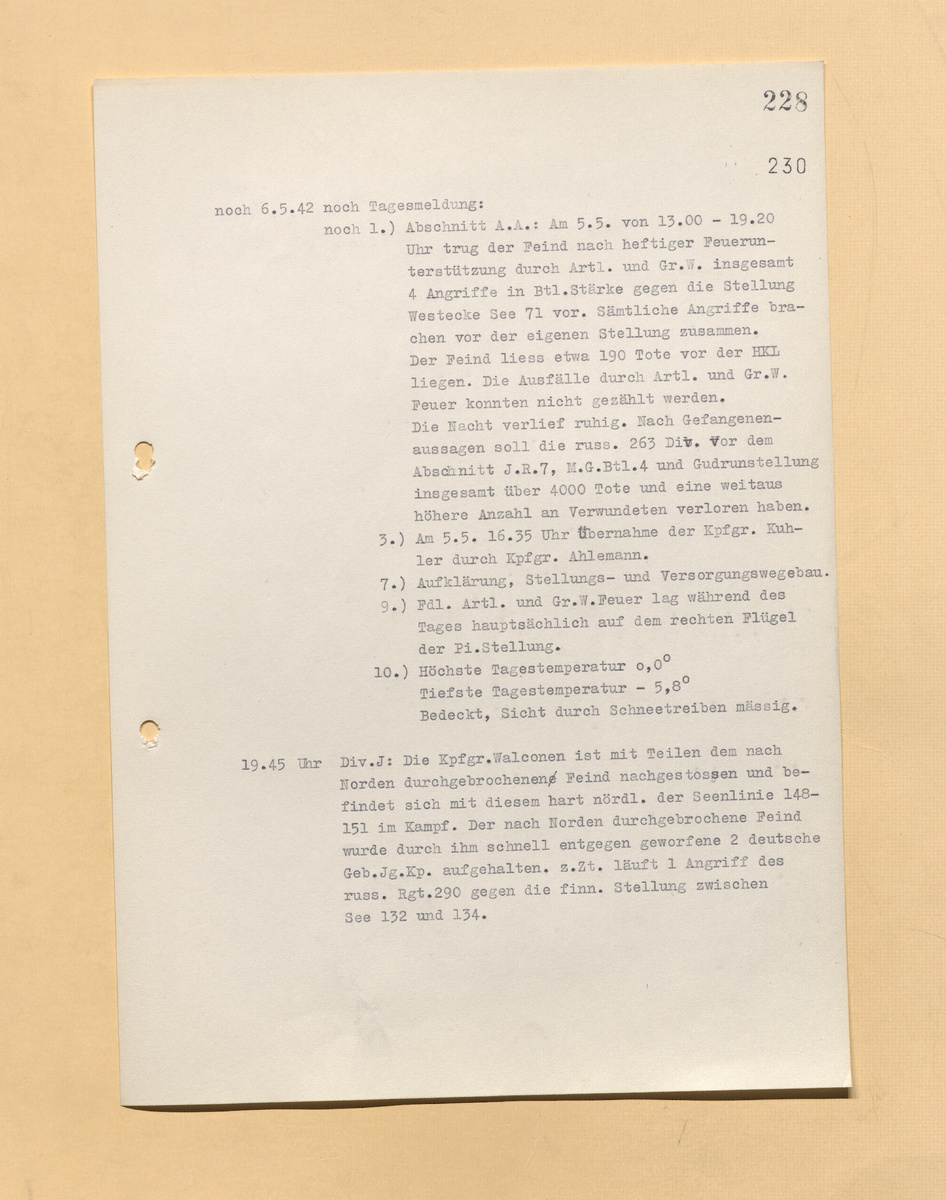 228
230
noch 6.5.42 noch Tagesmeldung:
noch 1.) Abschnitt A.A.: Am 5.5. von 13.00 - 19.20
Uhr trug der Feind nach heftiger Feuerun-
terstützung durch Artl. und Gr.W. insgesamt
4 Angriffe in Btl.Stärke gegen die Stellung
Westecke See 71 vor. Sämtliche Angriffe bra-
chen vor der eigenen Stellung zusammen.
Der Feind liess etwa 190 Tote vor der HKL
liegen. Die Ausfälle durch Artl. und Gr.W.
Feuer konnten nicht gezählt werden.
Die Nacht verlief ruhig. Nach Gefangenen-
aussagen soll die russ. 263 Div. vor dem
Abschnitt J.R.7, M.G.Btl.4 und Gudrunstellung
insgesamt über 4000 Tote und eine weitaus
höhere Anzahl an Verwundeten verloren haben.
3.) Am 5.5. 16.35 Uhr Übernahme der Kpfgr. Kuh-
ler durch Kpfgr. Ahlemann.
7.) Aufklärung, Stellungs- und Versorgungswegebau.
9.) Fdl. Artl. und Gr.W.Feuer lag während des
Tages hauptsächlich auf dem rechten Flügel
der Pi.Stellung.
10.) Höchste Tagestemperatur o,0°
Tiefste Tagestemperatur - 5,8°
Bedeckt, Sicht durch Schneetreiben mässig.
19.45 Uhr Div.J: Die Kpfgr.Walconen ist mit Teilen dem nach
Norden durchgebrochenen Feind nachgestossen und be-
findet sich mit diesem hart nördl. der Seenlinie 148-
151 im Kampf. Der nach Norden durchgebrochene Feind
wurde durch ihm schnell entgegen geworfene 2 deutsche
Geb.Jg.Kp. aufgehalten. z.Zt. läuft 1 Angriff des
russ. Rgt.290 gegen die finn. Stellung zwischen
See 132 und 134.